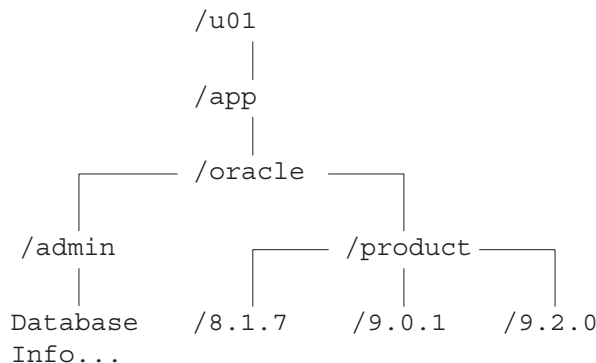 /u01
/app
/oracle
/admin /product
Database /8.1.7 /9.0.1 /9.2.0
Info...